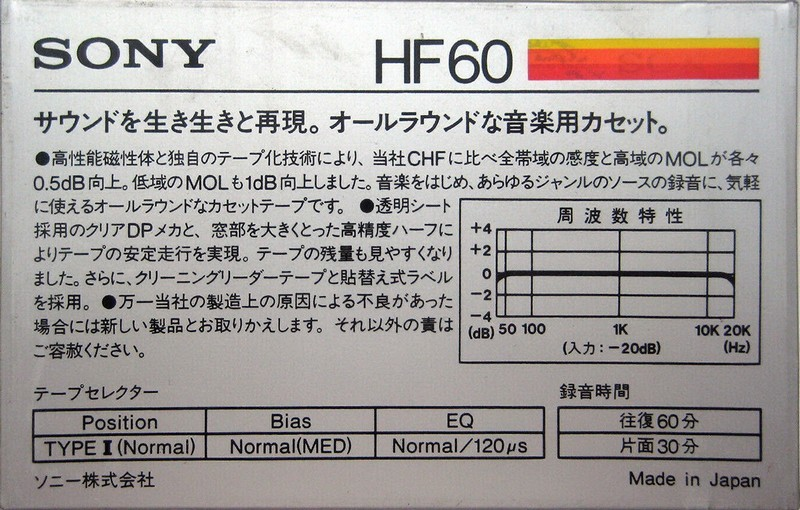 SONY HF60
サウンドを生き生きと再現。オールラウンドな音楽用カセット。
●高性能磁性体と独自のテープ化技術により、当社CHFに比べ全帯域の感度と高域のMOLが各々
0.5dB向上。低域のMOLも1dB向上しました。音楽をはじめ、あらゆるジャンルのソースの録音に、気軽
に使えるオールラウンドなカセットテープです。●透明シート
採用のクリアDPメカと、窓部を大きくとった高精度ハーフに
よりテープの安定走行を実現。テープの残量も見やすくなり
ました。さらに、クリーニングリーダーテープと貼替え式ラベル
を採用。●万一当社の製造上の原因による不良があった
場合には新しい製品とお取りかえします。それ以外の責は
ご容赦ください。
周波数特性
+4
+2
0
−2
−4
(dB) 50 100 1K 10K 20K
(入力：−20dB) (Hz)
テープセレクター
Position Bias EQ
TYPE I (Normal) Normal(MED) Normal/120μs
録音時間
往復60分
片面30分
ソニー株式会社
Made in Japan